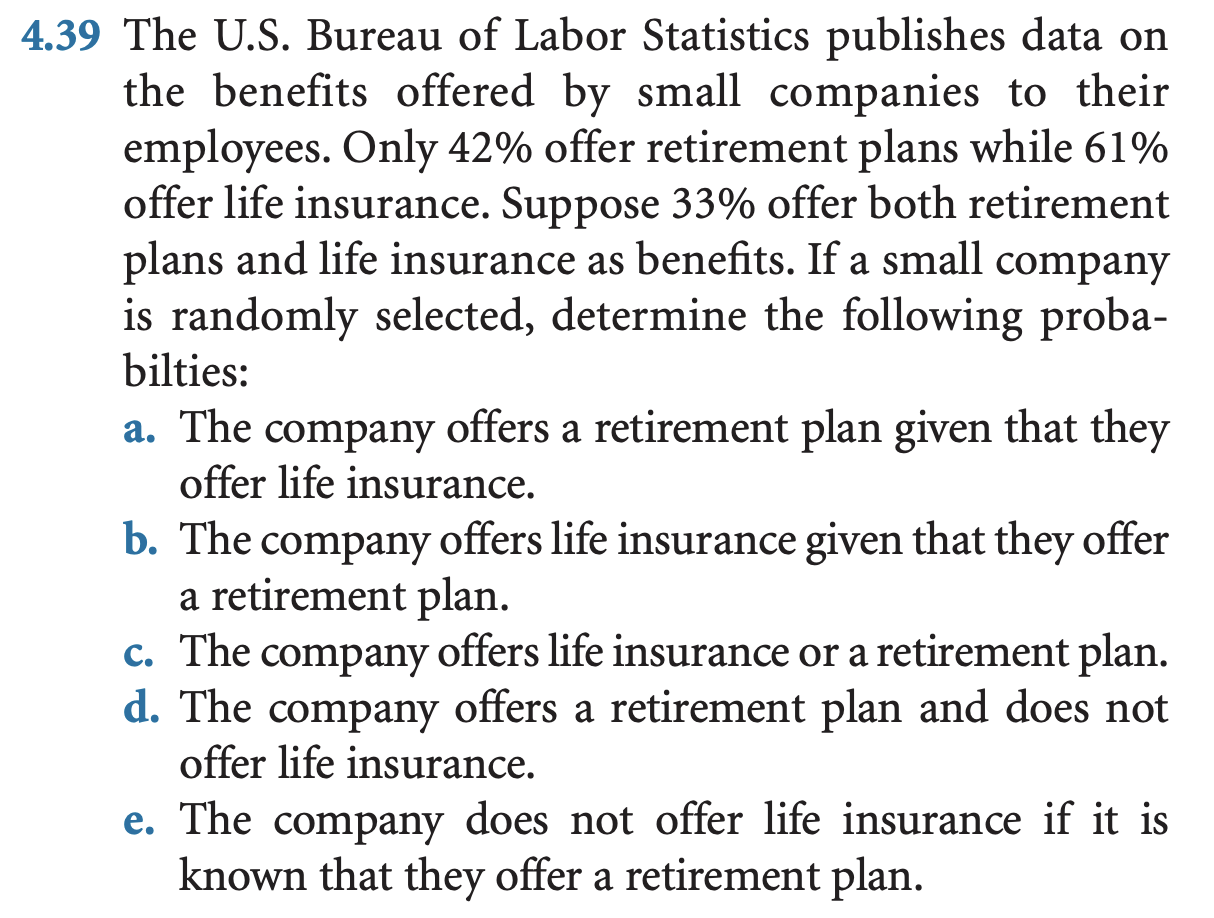 4.39 The U.S. Bureau of Labor Statistics publishes data on
the benefits offered by small companies to their
employees. Only 42% offer retirement plans while 61%
offer life insurance. Suppose 33% offer both retirement
plans and life insurance as benefits. If a small company
is randomly selected, determine the following proba-
bilties:
a. The company offers a retirement plan given that they
offer life insurance.
b. The company offers life insurance given that they offer
a retirement plan.
c. The company offers life insurance or a retirement plan.
d. The company offers a retirement plan and does not
offer life insurance.
e. The company does not offer life insurance if it is
known that they offer a retirement plan.